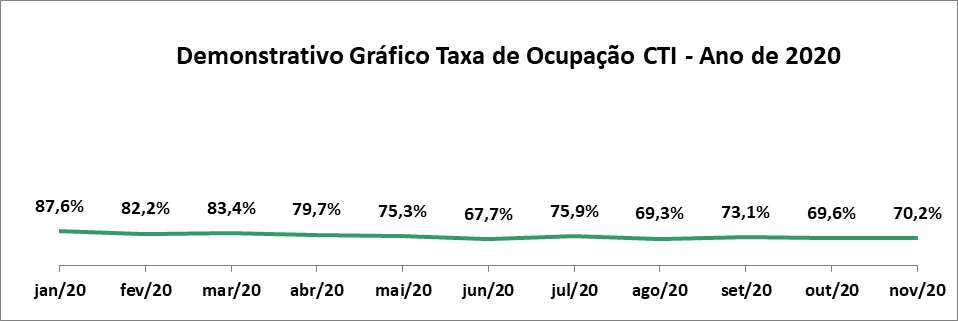 Demonstrativo Gráfico Taxa de Ocupação CTI - Ano de 2020
87,6% 82,2% 83,4% 79,7% 75,3% 67,7% 75,9% 69,3% 73,1% 69,6% 70,2%
jan/20 fev/20 mar/20 abr/20 mai/20 jun/20 jul/20 ago/20 set/20 out/20 nov/20